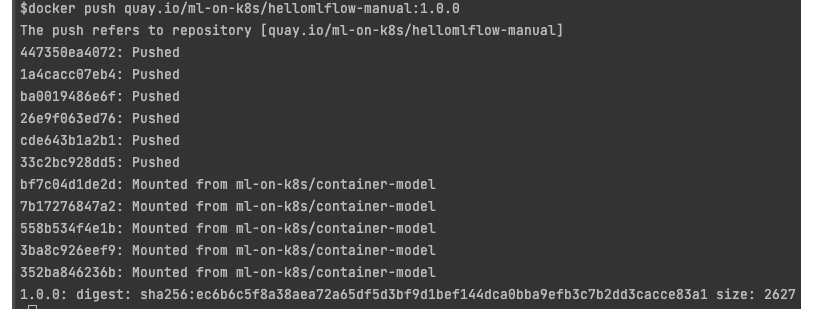 $docker push quay.io/ml-on-k8s/hellomlflow-manual:1.0.0
The push refers to repository [quay.io/ml-on-k8s/hellomlflow-manual]
447350ea4072: Pushed
1a4cacc07eb4: Pushed
ba0019486e6f: Pushed
26e9f063ed76: Pushed
cde643b1a2b1: Pushed
33c2bc928dd5: Pushed
bf7c04d1de2d: Mounted from ml-on-k8s/container-model
7b17276847a2: Mounted from ml-on-k8s/container-model
558b534f4e1b: Mounted from ml-on-k8s/container-model
3ba8c926eef9: Mounted from ml-on-k8s/container-model
352ba846236b: Mounted from ml-on-k8s/container-model
1.0.0: digest: sha256:ec6b6c5f8a38aea72a65df5d3bf9d1bef144dca0bba9efb3c7b2dd3cacce83a1 size: 2627